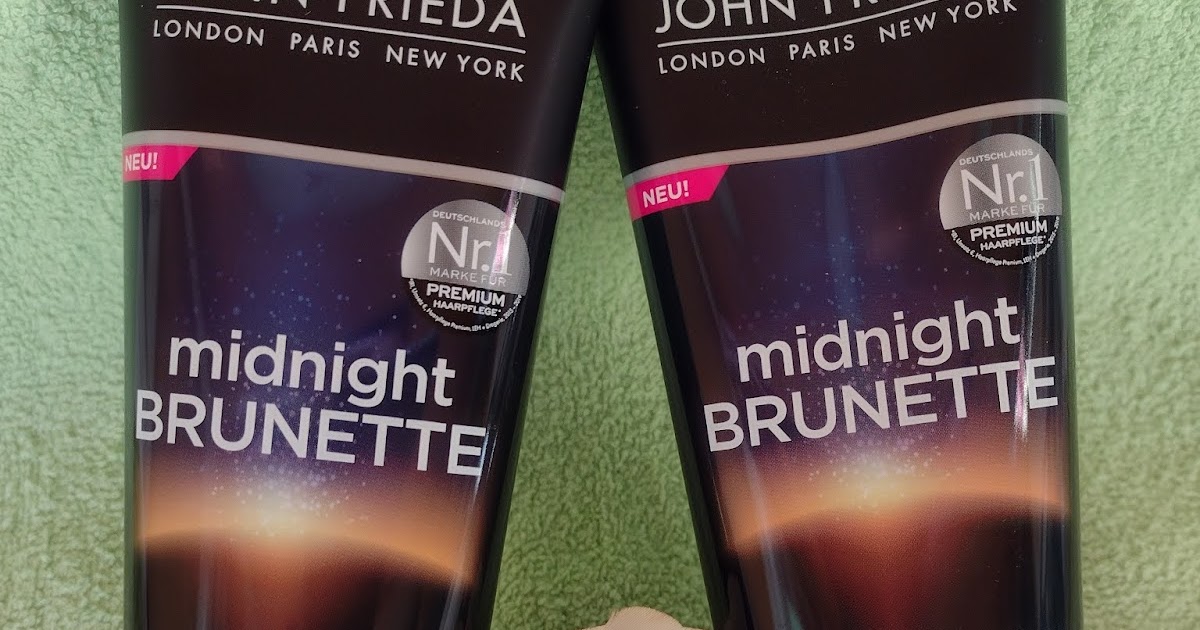 FRIEDA
LONDON PARIS NEW YORK
NEU!
DEUTSCHLANDS
Nr.1
MARKE FÜR
PREMIUM
HAARPFLEGE*
midnight
BRUNETTE
JOHN
LONDON PARIS NEW YORK
NEU!
DEUTSCHLANDS
Nr.1
MARKE FÜR
PREMIUM
HAARPFLEGE*
midnight
BRUNETTE